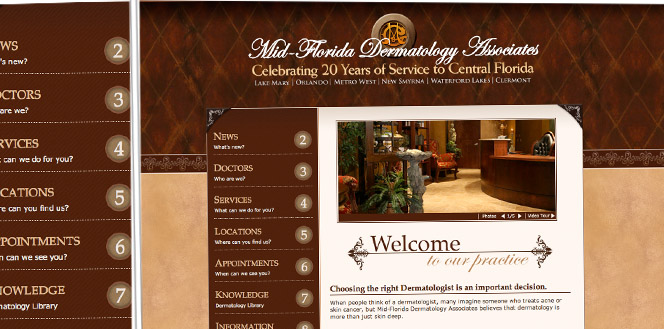 Mid-Florida Dermatology Associates
Celebrating 20 Years of Service to Central Florida
Lake Mary | Orlando | Metro West | New Smyrna | Waterford Lakes | Clermont
News 2
What's new?
Doctors 3
Who are we?
Services 4
What can we do for you?
Locations 5
Where can you find us?
Appointments 6
When can we see you?
Knowledge 7
Dermatology Library
Information 8
Photos 1/5 Video Tour
Welcome
to our practice
Choosing the right Dermatologist is an important decision.
When people think of a dermatologist, many imagine someone who treats acne or
skin cancer, but Mid-Florida Dermatology Associates believes that dermatology is
more than just skin deep.
EWS 2
t's new?
OCTORS 3
are we?
RVICES 4
t can we do for you?
CATIONS 5
re can you find us?
POINTMENTS 6
en can we see you?
NOWLEDGE 7
matology Library